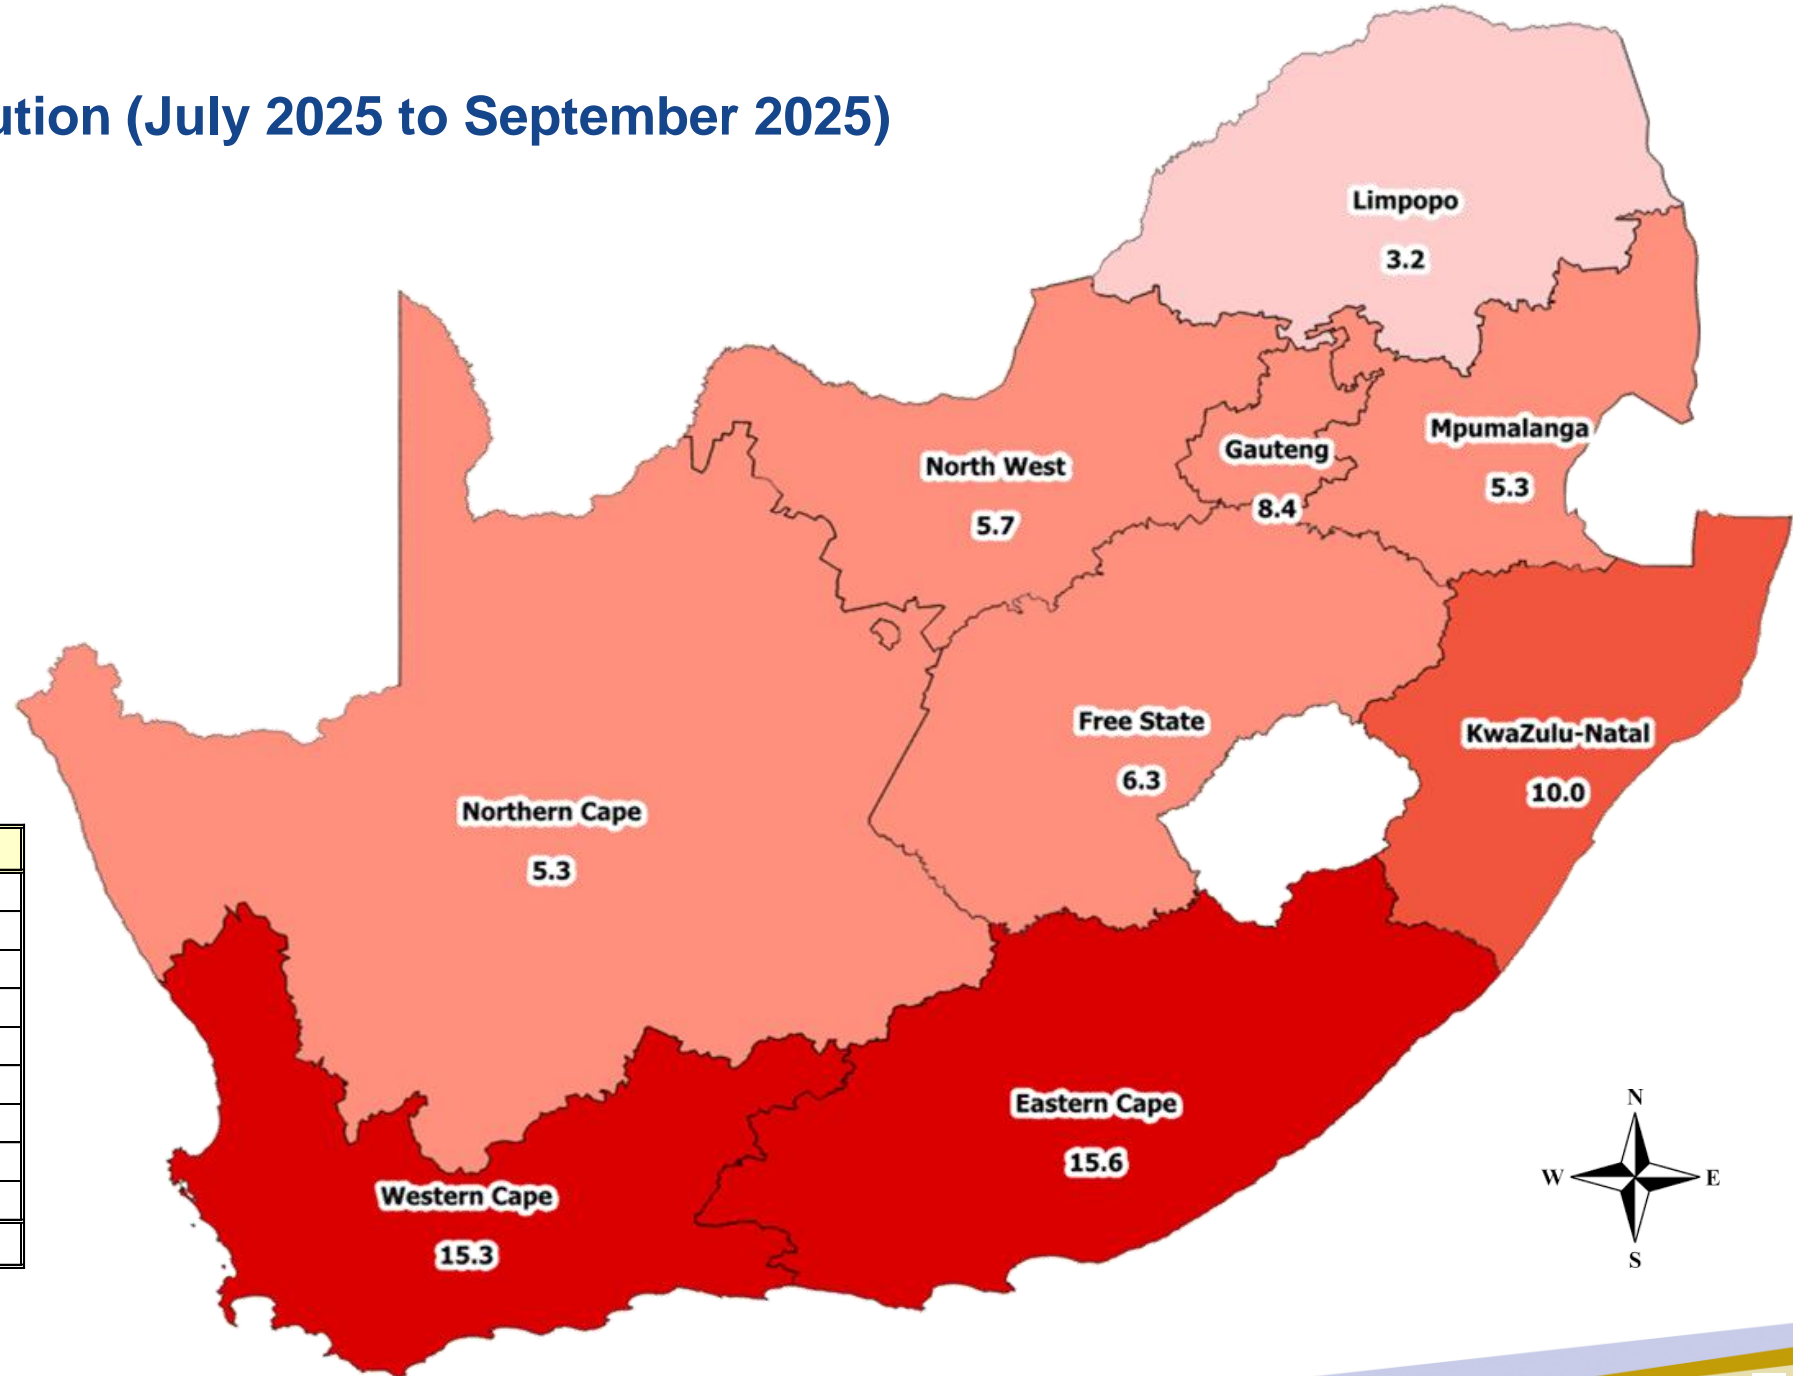 ution (July 2025 to September 2025)
Limpopo
3.2
Mpumalanga
5.3
Gauteng
8.4
North West
5.7
Free State
6.3
KwaZulu-Natal
10.0
Northern Cape
5.3
Eastern Cape
15.6
Western Cape
15.3
N
W E
S